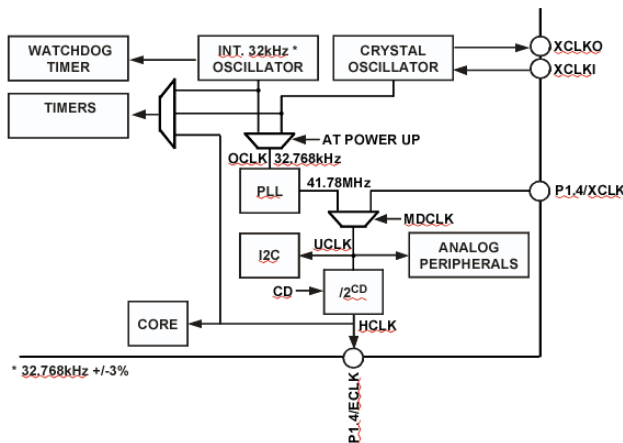 WATCHDOG
TIMER
INT. 32kHz *
OSCILLATOR
CRYSTAL
OSCILLATOR
XCLKO
XCLKI
TIMERS
AT POWER UP
OCLK 32.768kHz
PLL
41.78MHz
P1.4/XCLK
MDCLK
I2C
UCLK
ANALOG
PERIPHERALS
CD
/2CD
CORE
HCLK
* 32.768kHz +/-3%
P1.4/ECLK